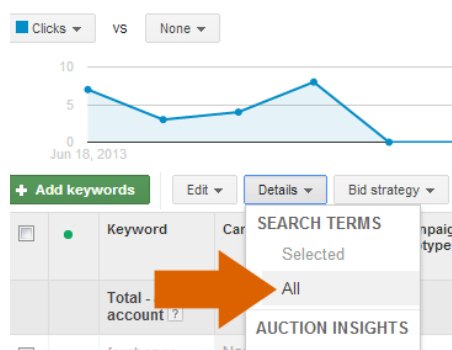 Clicks vs None
10
5
0
Jun 18, 2013
+ Add keywords Edit Details Bid strategy
Keyword
SEARCH TERMS
Selected
All
AUCTION INSIGHTS
Total -
account ?